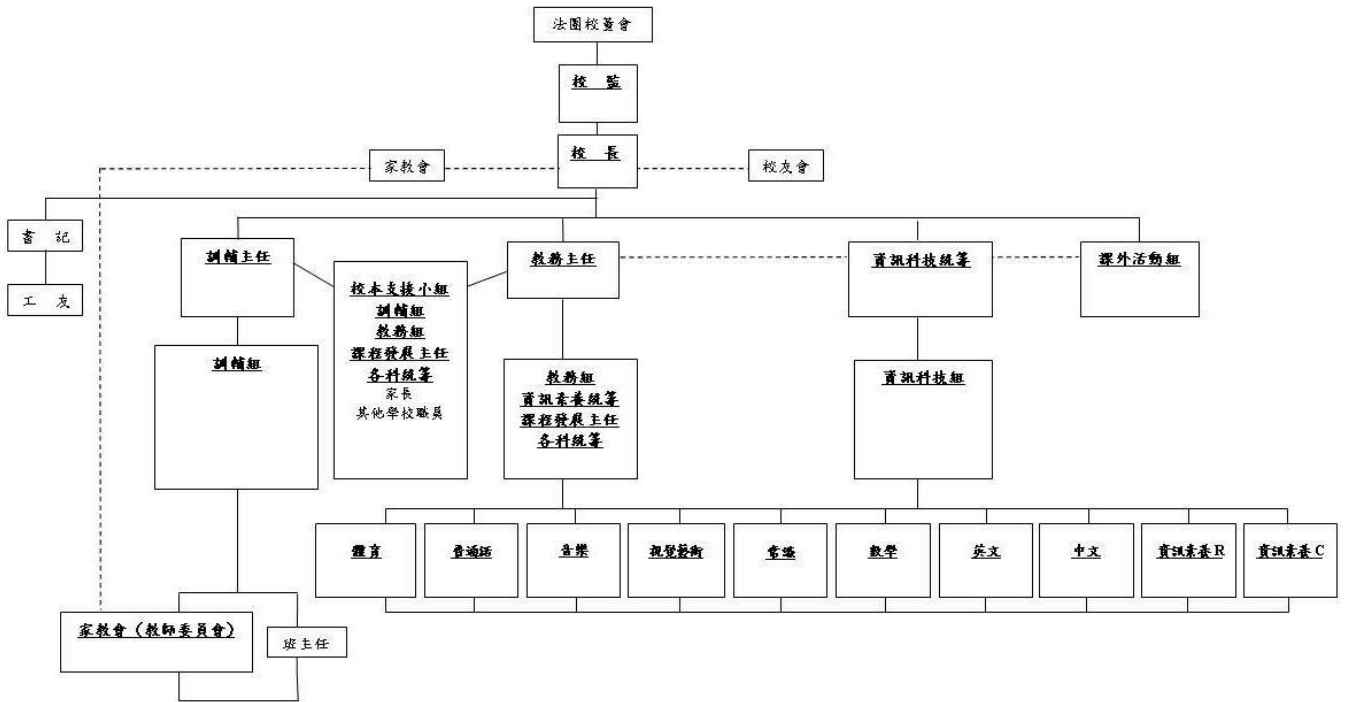 法團校董會
校 監
校 長
家教會
校友會
書 記
工 友
訓輔主任
教務主任
資訊科技統籌
課外活動組
校本支援小組
訓輔組
教務組
課程發展主任
各科統籌
家長
其他學校職員
訓輔組
教務組
資訊素養統籌
課程發展主任
各科統籌
資訊科技組
體育
普通話
音樂
視覺藝術
常識
數學
英文
中文
資訊素養 R
資訊素養 C
家教會（教師委員會）
班主任